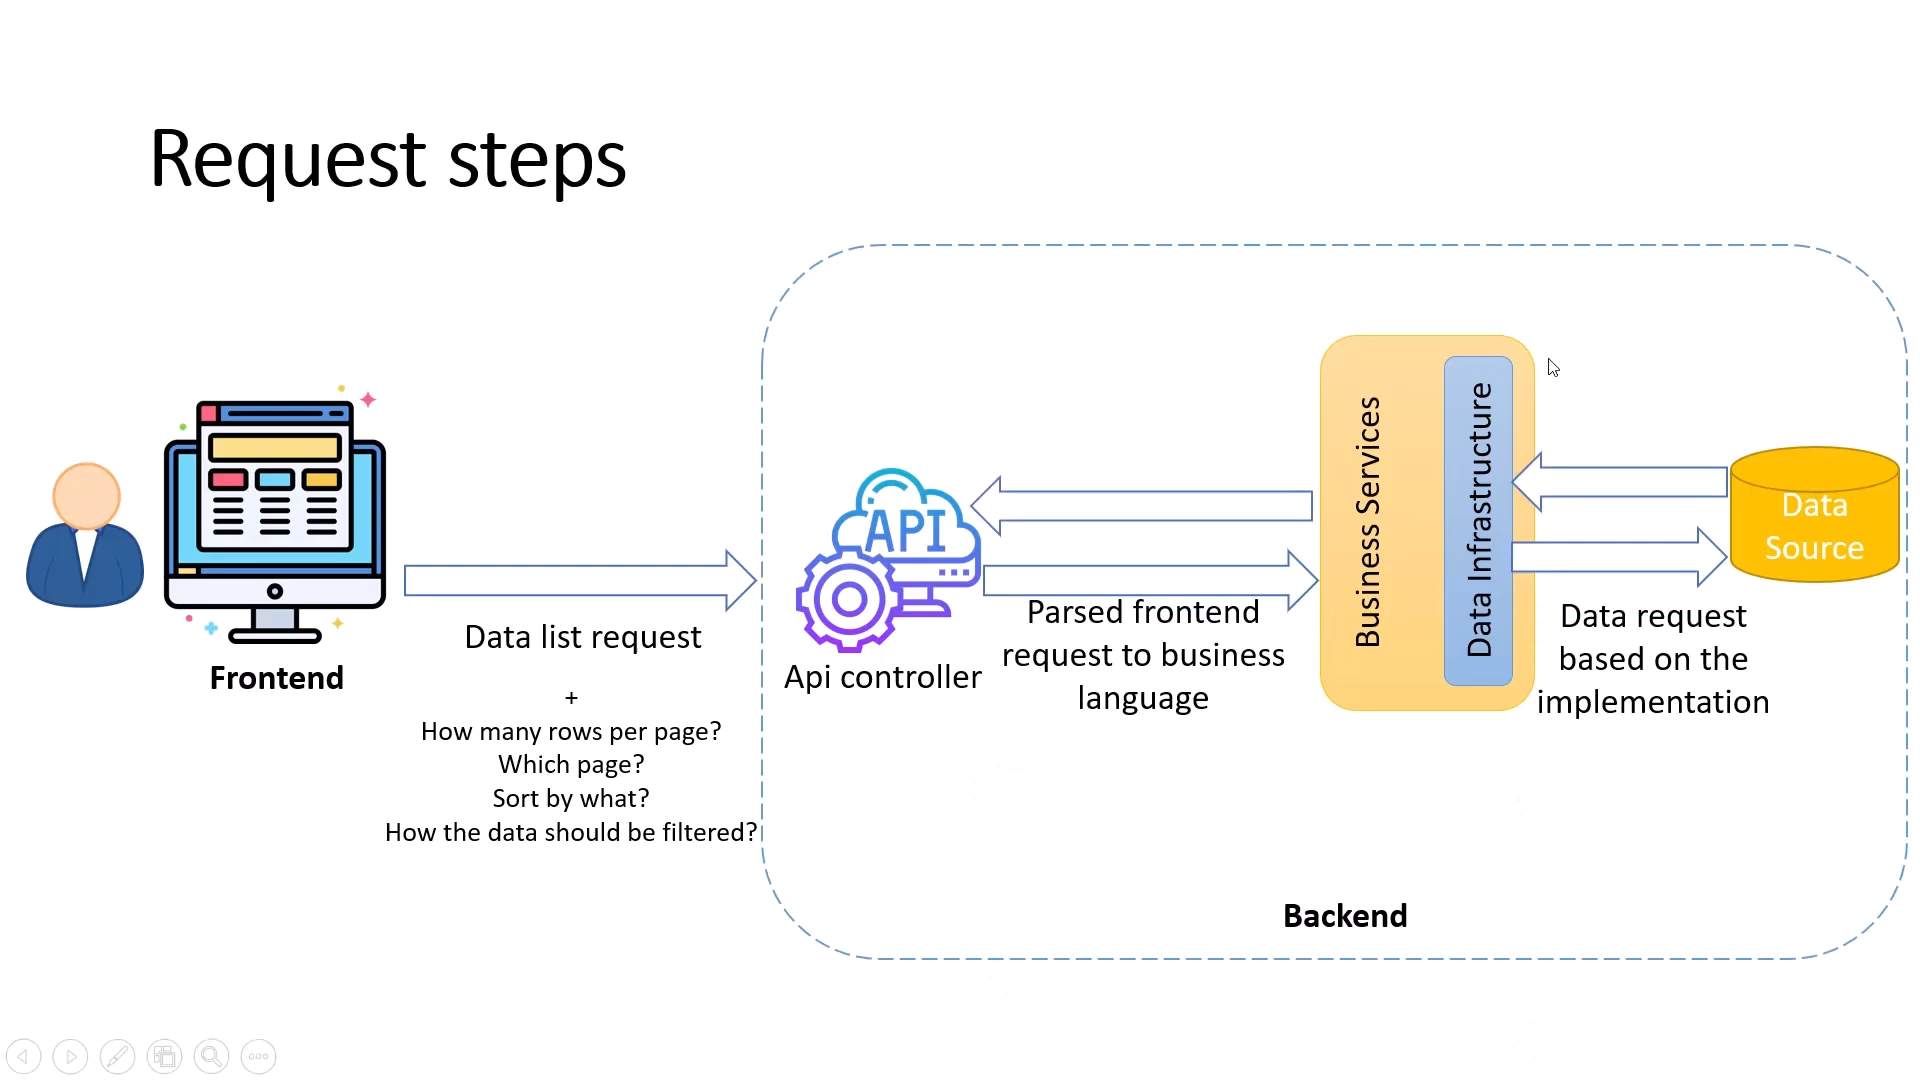 Request steps
Frontend
Data list request
+
How many rows per page?
Which page?
Sort by what?
How the data should be filtered?
API
Api controller
Parsed frontend
request to business
language
Business Services
Data Infrastructure
Data request
based on the
implementation
Data
Source
Backend